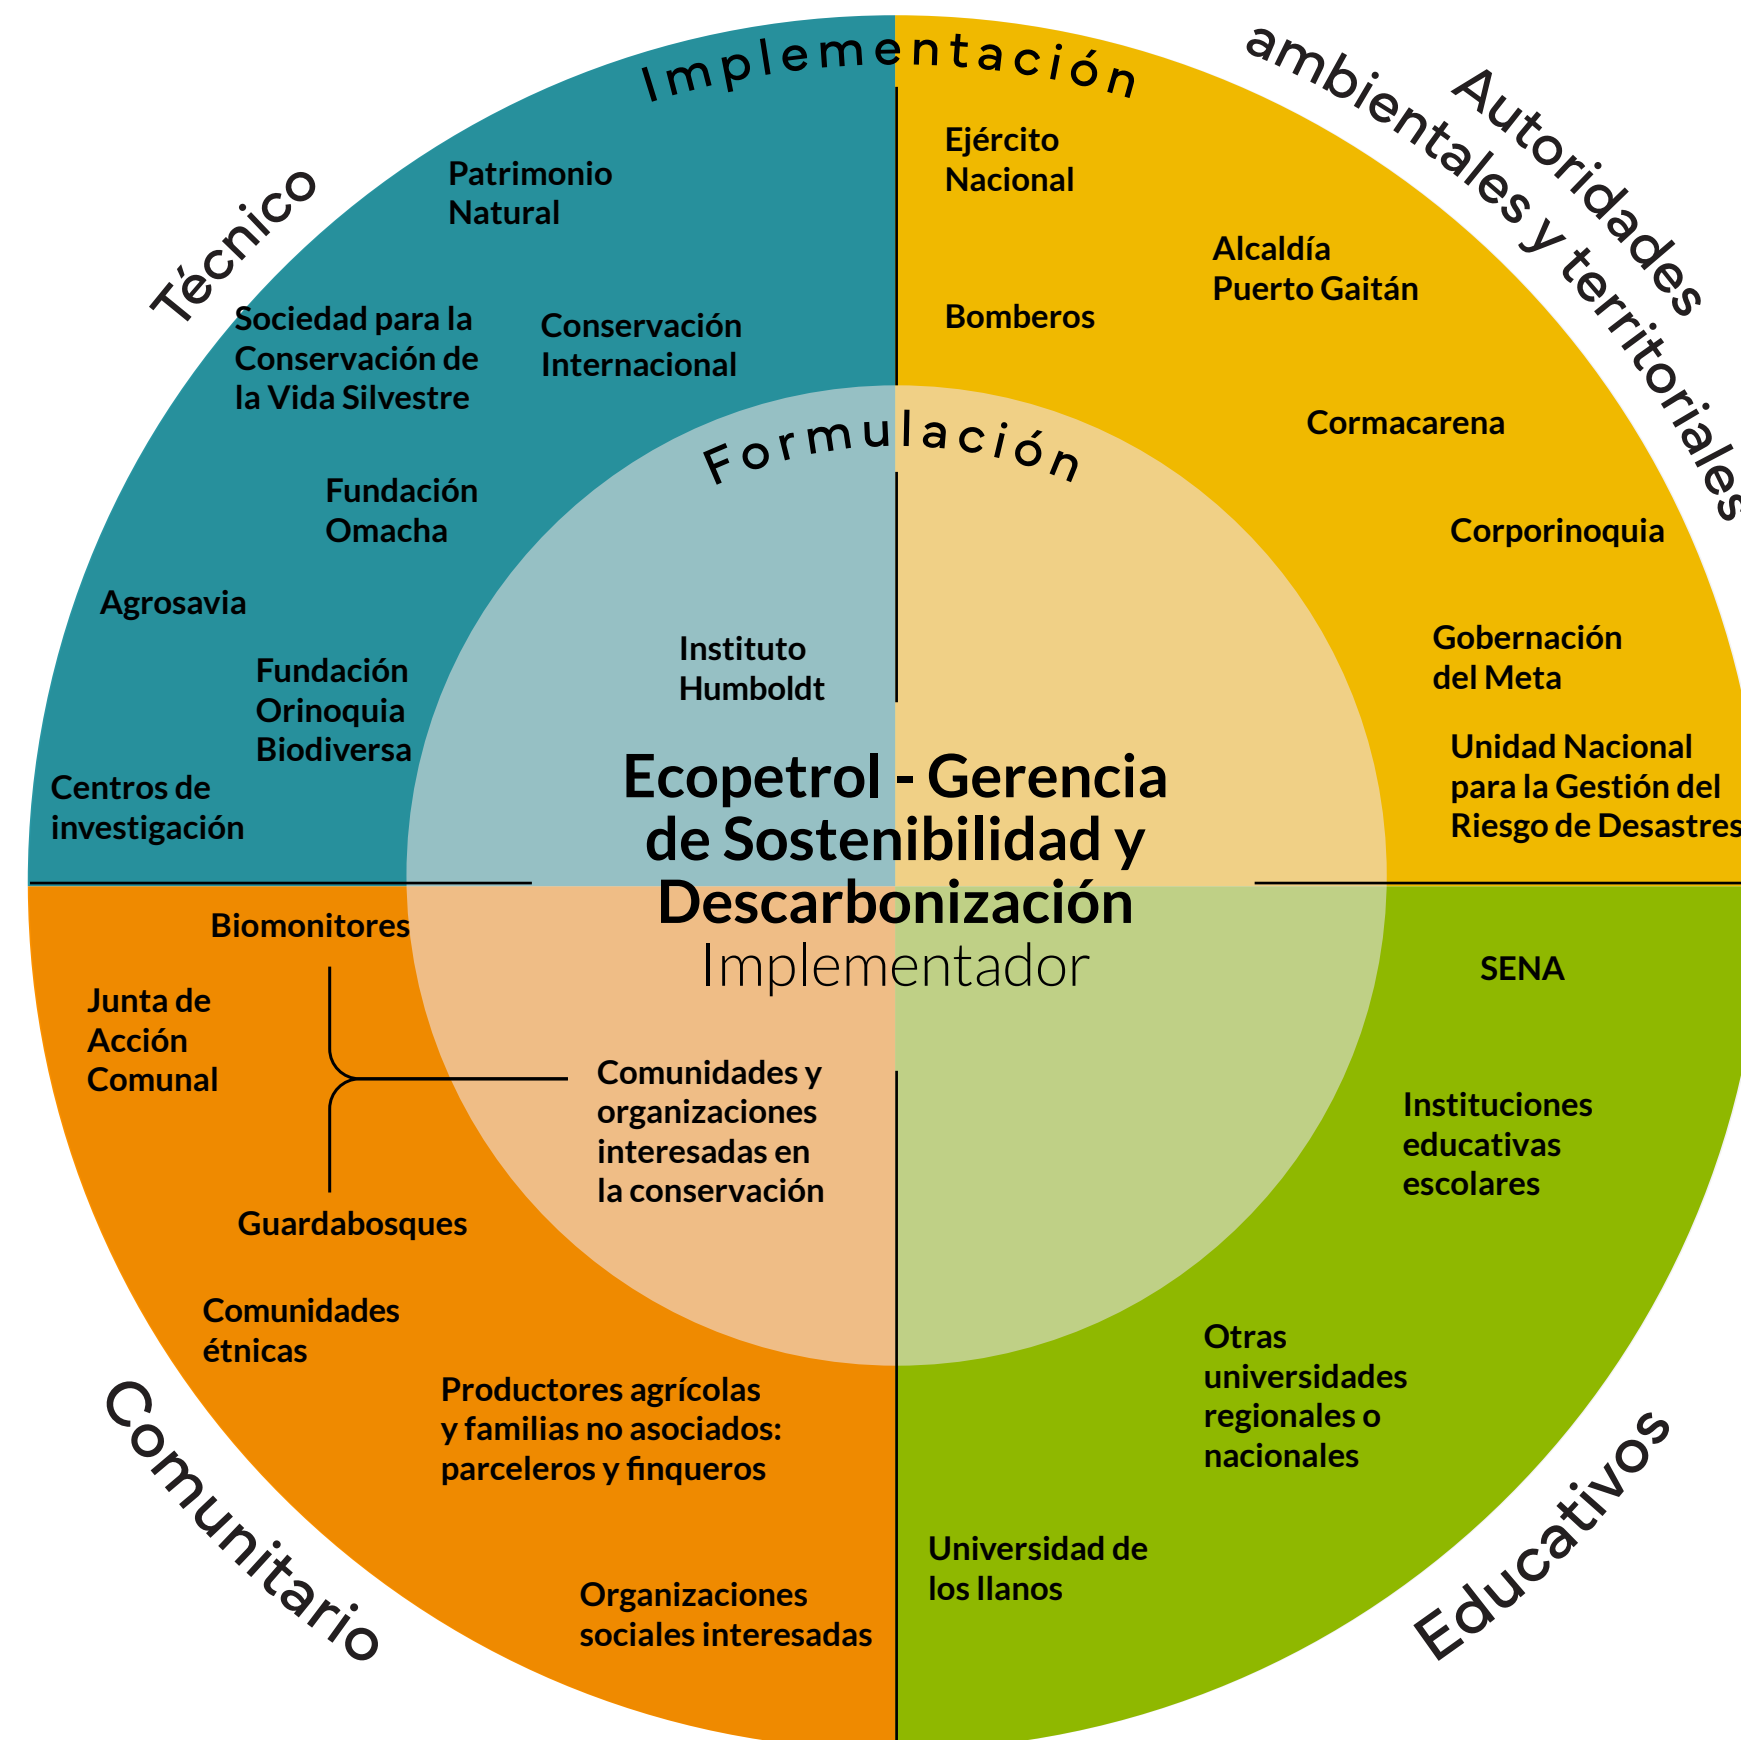 Implementación
Autoridades
ambientales y territoriales
Técnico
Patrimonio
Natural
Sociedad para la
Conservación de
la Vida Silvestre
Conservación
Internacional
Fundación
Omacha
Agrosavia
Fundación
Orinoquia
Biodiversa
Centros de
investigación
Ejército
Nacional
Alcaldía
Puerto Gaitán
Bomberos
Cormacarena
Corporinoquia
Gobernación
del Meta
Unidad Nacional
para la Gestión del
Riesgo de Desastres
Formulación
Instituto
Humboldt
Ecopetrol - Gerencia
de Sostenibilidad y
Descarbonización
Implementador
Biomonitores
Junta de
Acción
Comunal
Comunidades y
organizaciones
interesadas en
la conservación
Guardabosques
Comunidades
étnicas
Productores agrícolas
y familias no asociados:
parceleros y finqueros
Organizaciones
sociales interesadas
Comunitario
SENA
Instituciones
educativas
escolares
Otras
universidades
regionales o
nacionales
Universidad de
los llanos
Educativos